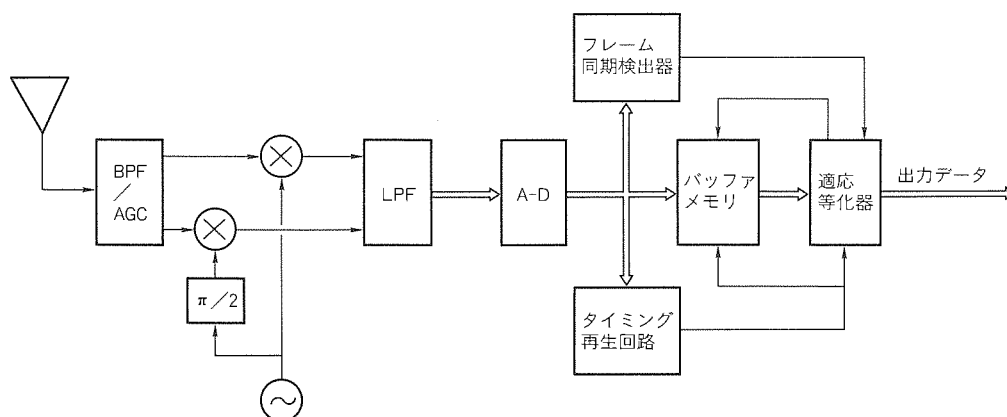 フレーム
同期検出器
BPF
／
AGC
LPF
A-D
バッファ
メモリ
適応
等化器
出力データ
π／2
タイミング
再生回路